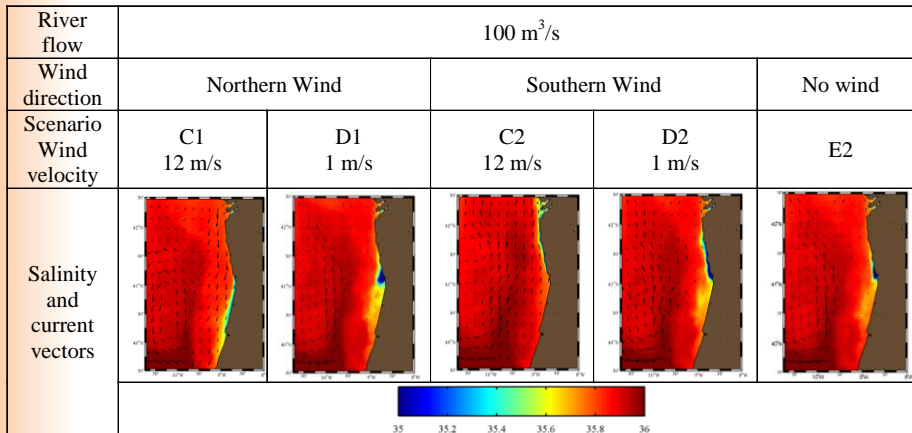 River
flow
100 m³/s
Wind
direction
Northern Wind
Southern Wind
No wind
Scenario
Wind
velocity
C1
12 m/s
D1
1 m/s
C2
12 m/s
D2
1 m/s
E2
Salinity
and
current
vectors
35
35.2
35.4
35.6
35.8
36